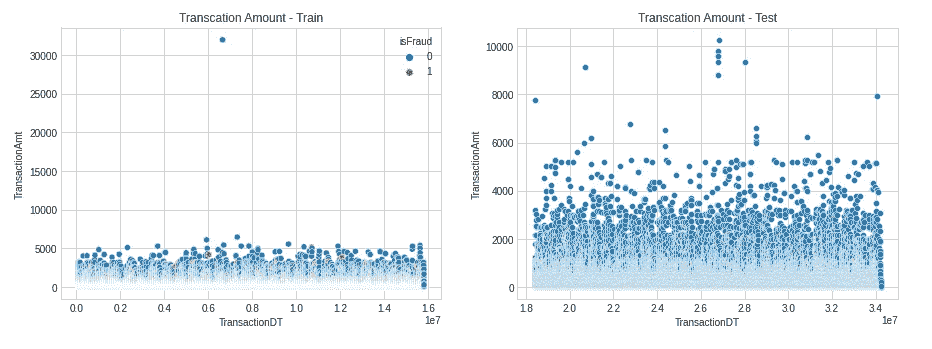 Transcation Amount - Train
isFraud
0
1
30000
25000
20000
15000
10000
5000
0
TransactionAmt
0.0 0.2 0.4 0.6 0.8 1.0 1.2 1.4 1.6
1e7
TransactionDT
Transcation Amount - Test
10000
8000
6000
4000
2000
0
TransactionAmt
1.8 2.0 2.2 2.4 2.6 2.8 3.0 3.2 3.4
1e7
TransactionDT